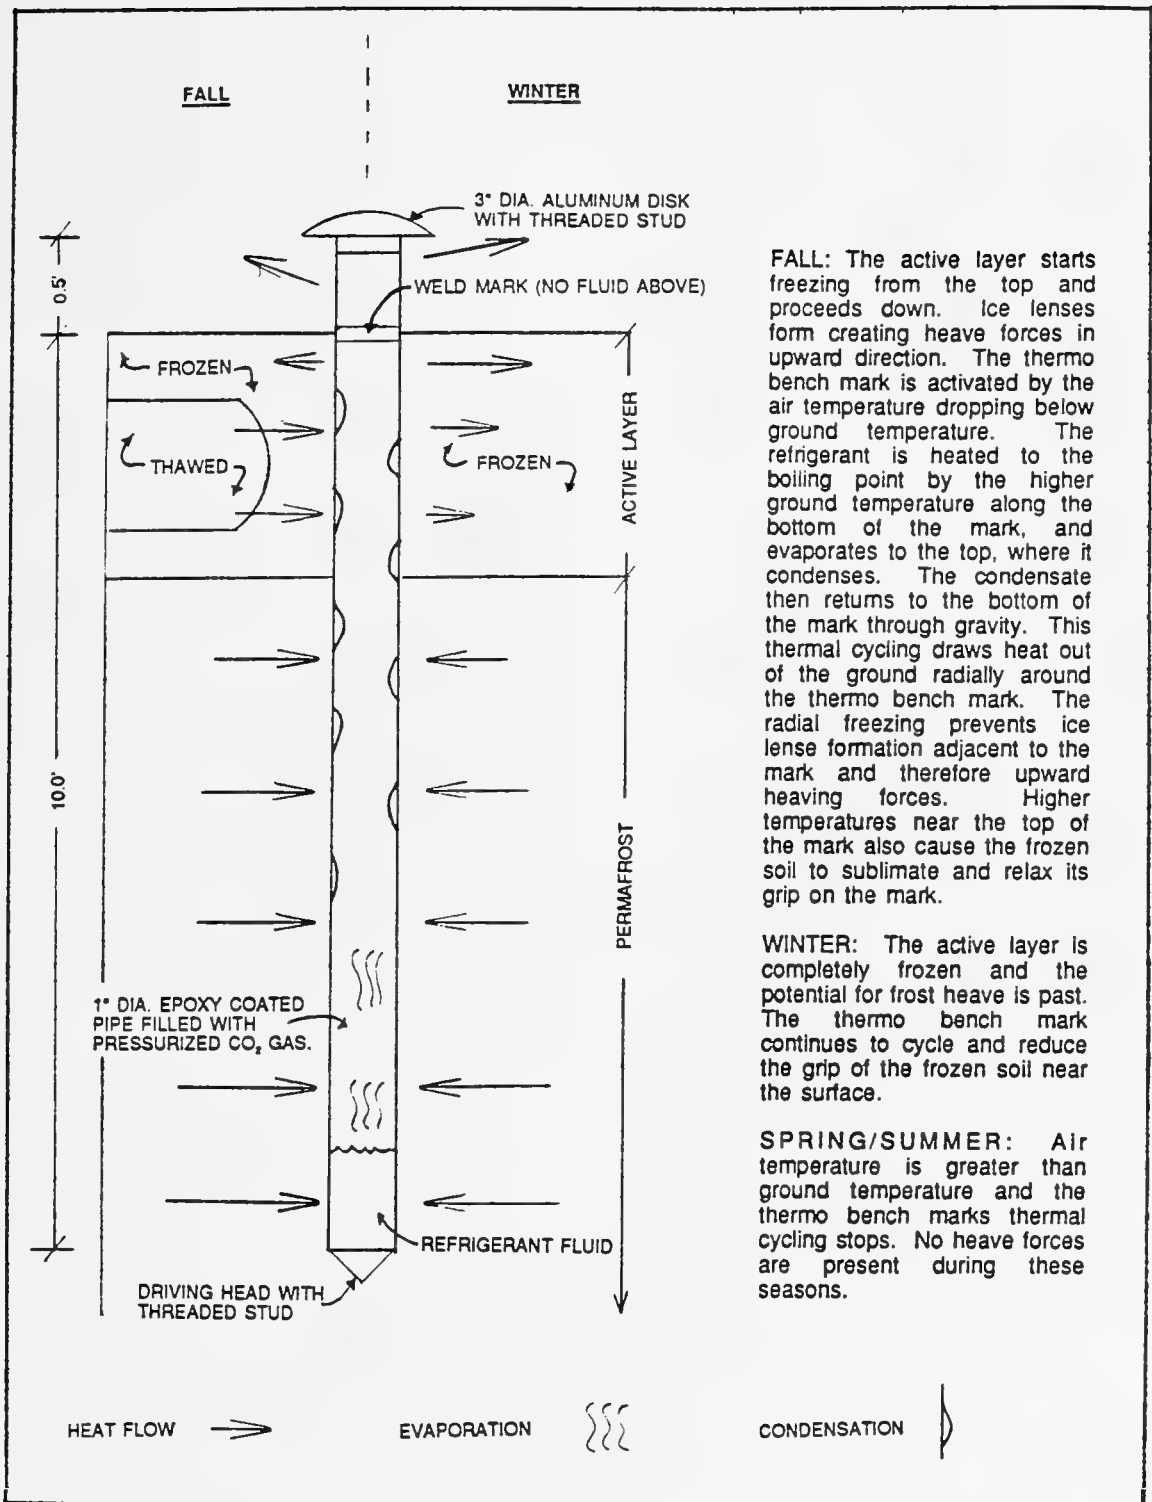 FALL
WINTER
3" DIA. ALUMINUM DISK
WITH THREADED STUD
0.5'
WELD MARK (NO FLUID ABOVE)
FROZEN
THAWED
FROZEN
ACTIVE LAYER
10.0'
PERMAFROST
1" DIA. EPOXY COATED
PIPE FILLED WITH
PRESSURIZED CO₂ GAS.
REFRIGERANT FLUID
DRIVING HEAD WITH
THREADED STUD
FALL: The active layer starts
freezing from the top and
proceeds down. Ice lenses
form creating heave forces in
upward direction. The thermo
bench mark is activated by the
air temperature dropping below
ground temperature. The
refrigerant is heated to the
boiling point by the higher
ground temperature along the
bottom of the mark, and
evaporates to the top, where it
condenses. The condensate
then returns to the bottom of
the mark through gravity. This
thermal cycling draws heat out
of the ground radially around
the thermo bench mark. The
radial freezing prevents ice
lense formation adjacent to the
mark and therefore upward
heaving forces. Higher
temperatures near the top of
the mark also cause the frozen
soil to sublimate and relax its
grip on the mark.
WINTER: The active layer is
completely frozen and the
potential for frost heave is past.
The thermo bench mark
continues to cycle and reduce
the grip of the frozen soil near
the surface.
SPRING/SUMMER: Air
temperature is greater than
ground temperature and the
thermo bench marks thermal
cycling stops. No heave forces
are present during these
seasons.
HEAT FLOW
EVAPORATION
CONDENSATION